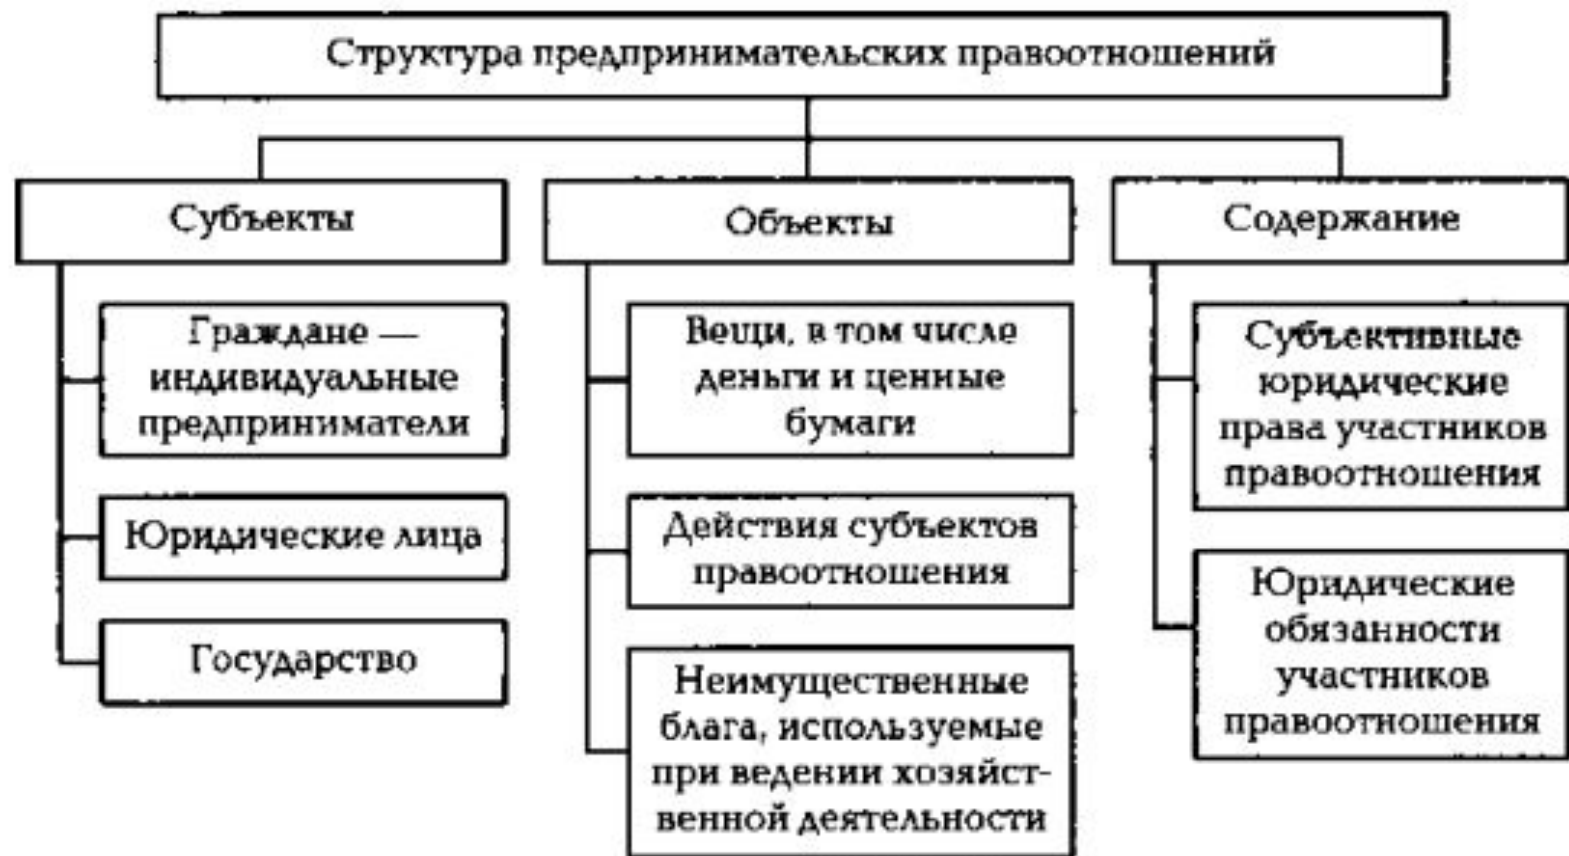 Структура предпринимательских правоотношений
Субъекты
Граждане —
индивидуальные
предприниматели
Юридические лица
Государство
Объекты
Вещи, в том числе
деньги и ценные
бумаги
Действия субъектов
правоотношения
Неимущественные
блага, используемые
при ведении хозяйст-
венной деятельности
Содержание
Субъективные
юридические
права участников
правоотношения
Юридические
обязанности
участников
правоотношения